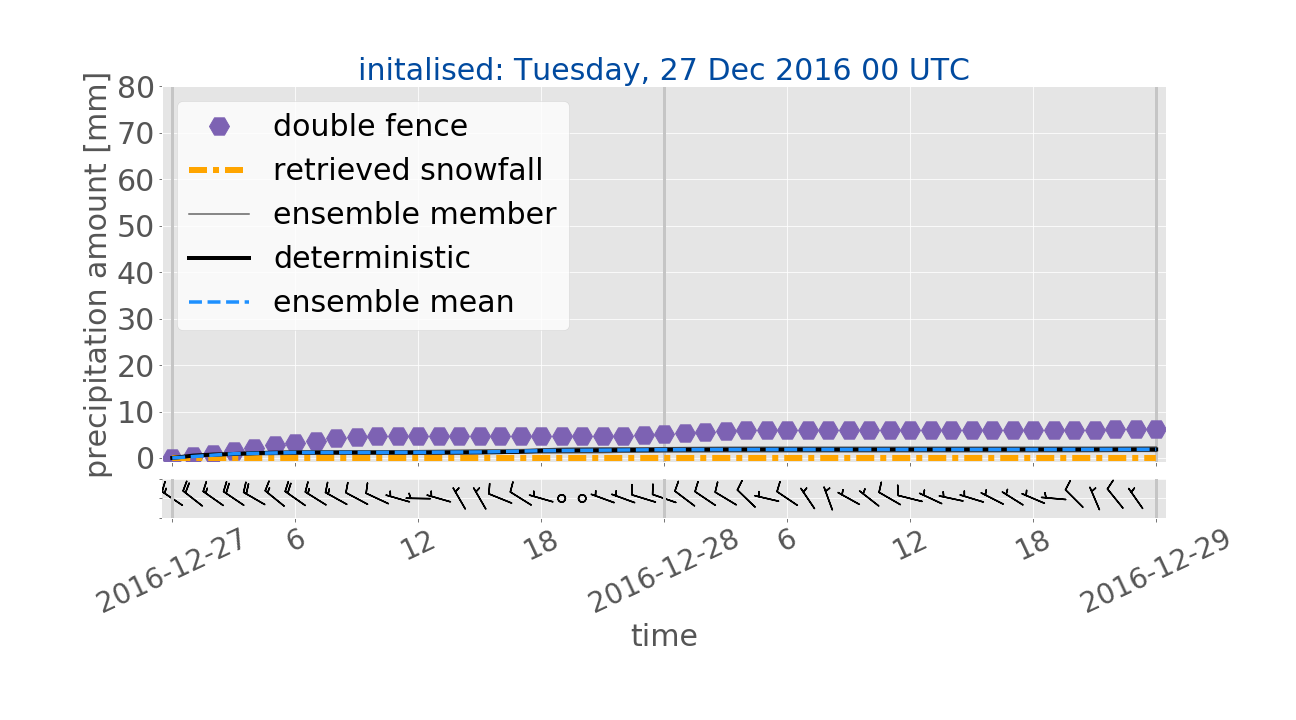 initalised: Tuesday, 27 Dec 2016 00 UTC
precipitation amount [mm]
80
70
60
50
40
30
20
10
0
double fence
retrieved snowfall
ensemble member
deterministic
ensemble mean
2016-12-27
6
12
18
2016-12-28
6
12
18
2016-12-29
time